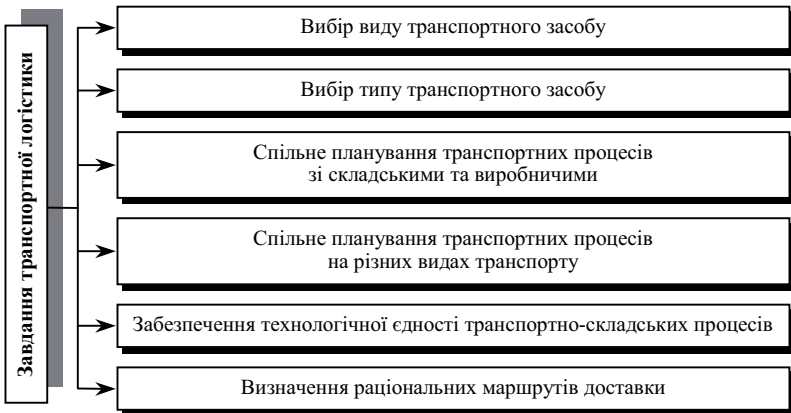 Завдання транспортної логістики
Вибір виду транспортного засобу
Вибір типу транспортного засобу
Спільне планування транспортних процесів
зі складськими та виробничими
Спільне планування транспортних процесів
на різних видах транспорту
Забезпечення технологічної єдності транспортно-складських процесів
Визначення раціональних маршрутів доставки